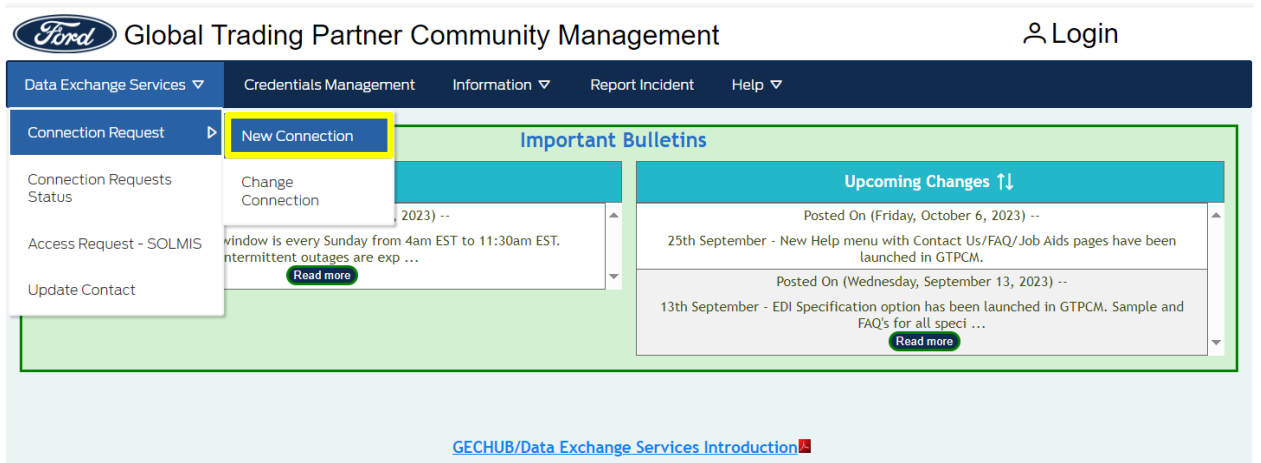 Ford Global Trading Partner Community Management
Login
Data Exchange Services Credentials Management Information Report Incident Help
Connection Request
New Connection
Connection Requests
Status
Change
Connection
Access Request - SOLMIS
Update Contact
Important Bulletins
, 2023) --
window is every Sunday from 4am EST to 11:30am EST.
ntermittent outages are exp ...
Read more
Upcoming Changes ↑↓
Posted On (Friday, October 6, 2023) --
25th September - New Help menu with Contact Us/FAQ/Job Aids pages have been
launched in GTPCM.
Posted On (Wednesday, September 13, 2023) --
13th September - EDI Specification option has been launched in GTPCM. Sample and
FAQ's for all speci ...
Read more
GECHUB/Data Exchange Services Introduction